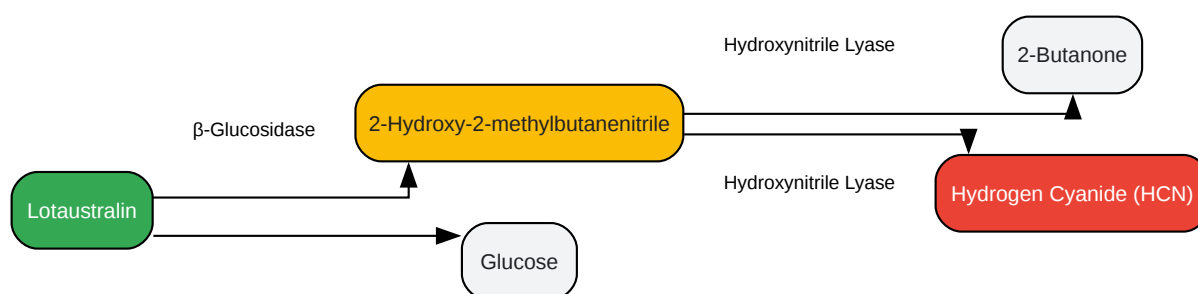 Hydroxynitrile Lyase
2-Butanone
β-Glucosidase
2-Hydroxy-2-methylbutanenitrile
Lotaustralin
Hydroxynitrile Lyase
Hydrogen Cyanide (HCN)
Glucose